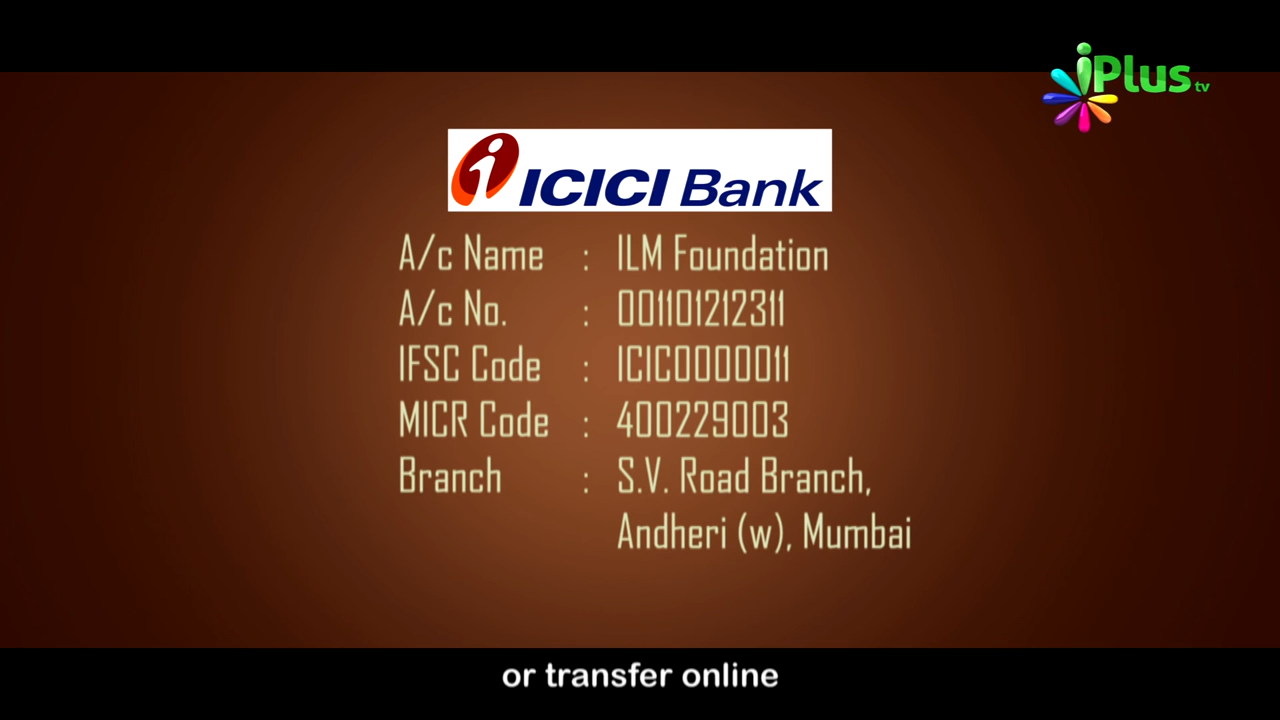 iPlus tv
ICICI Bank
A/c Name : ILM Foundation
A/c No. : 001101212311
IFSC Code : ICIC0000011
MICR Code : 400229003
Branch : S.V. Road Branch,
Andheri (w), Mumbai
or transfer online